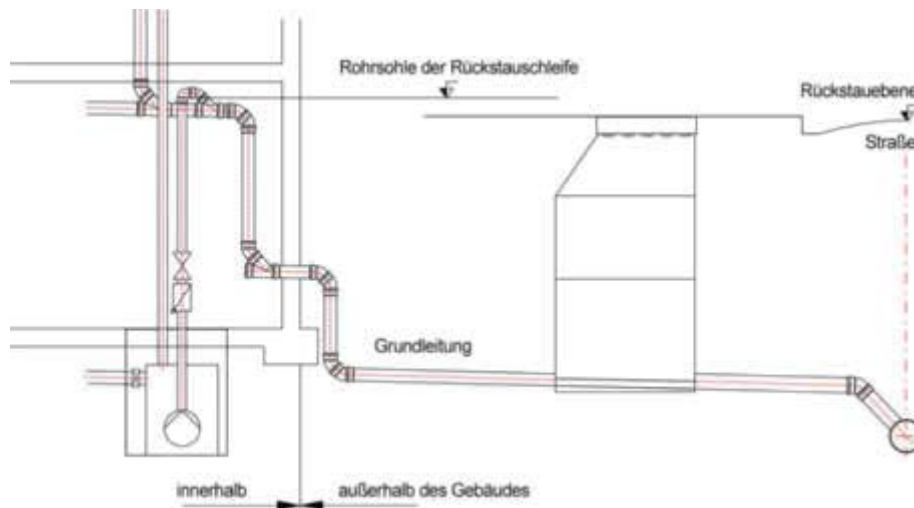 Rohrsohle der Rückstauschleife
Rückstauebene
Straße
Grundleitung
innerhalb
außerhalb des Gebäudes